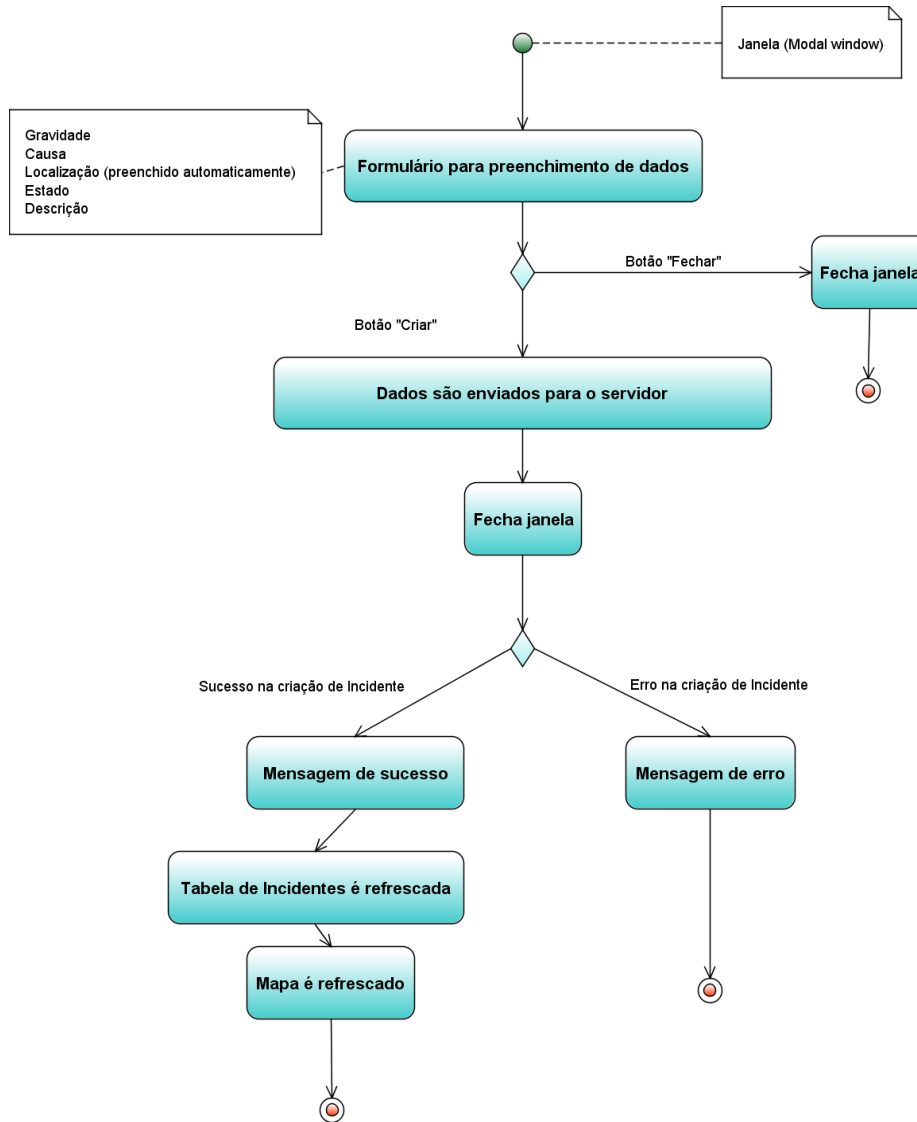 Janela (Modal window)
Gravidade
Causa
Localização (preenchido automaticamente)
Estado
Descrição
Formulário para preenchimento de dados
Botão "Fechar"
Fecha janela
Botão "Criar"
Dados são enviados para o servidor
Fecha janela
Sucesso na criação de Incidente
Erro na criação de Incidente
Mensagem de sucesso
Mensagem de erro
Tabela de Incidentes é refrescada
Mapa é refrescado